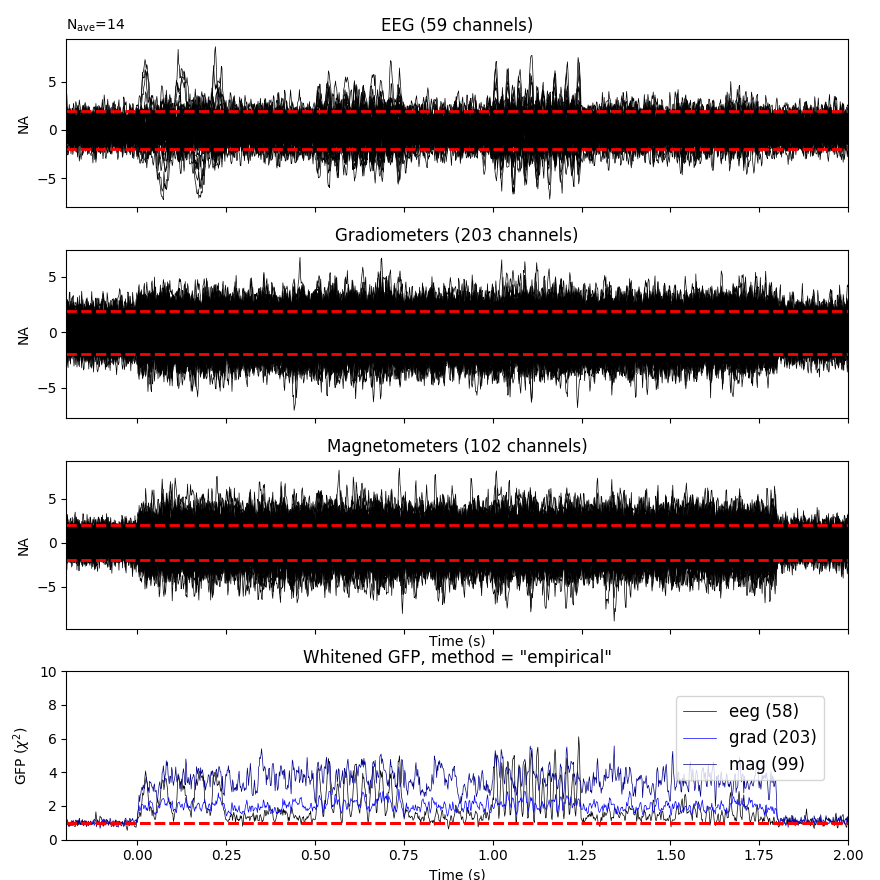 Nave=14
EEG (59 channels)
NA
5
0
−5
Gradiometers (203 channels)
NA
5
0
−5
Magnetometers (102 channels)
NA
5
0
−5
Time (s)
Whitened GFP, method = "empirical"
GFP (χ²)
10
8
6
4
2
0
eeg (58)
grad (203)
mag (99)
0.00 0.25 0.50 0.75 1.00 1.25 1.50 1.75 2.00
Time (s)